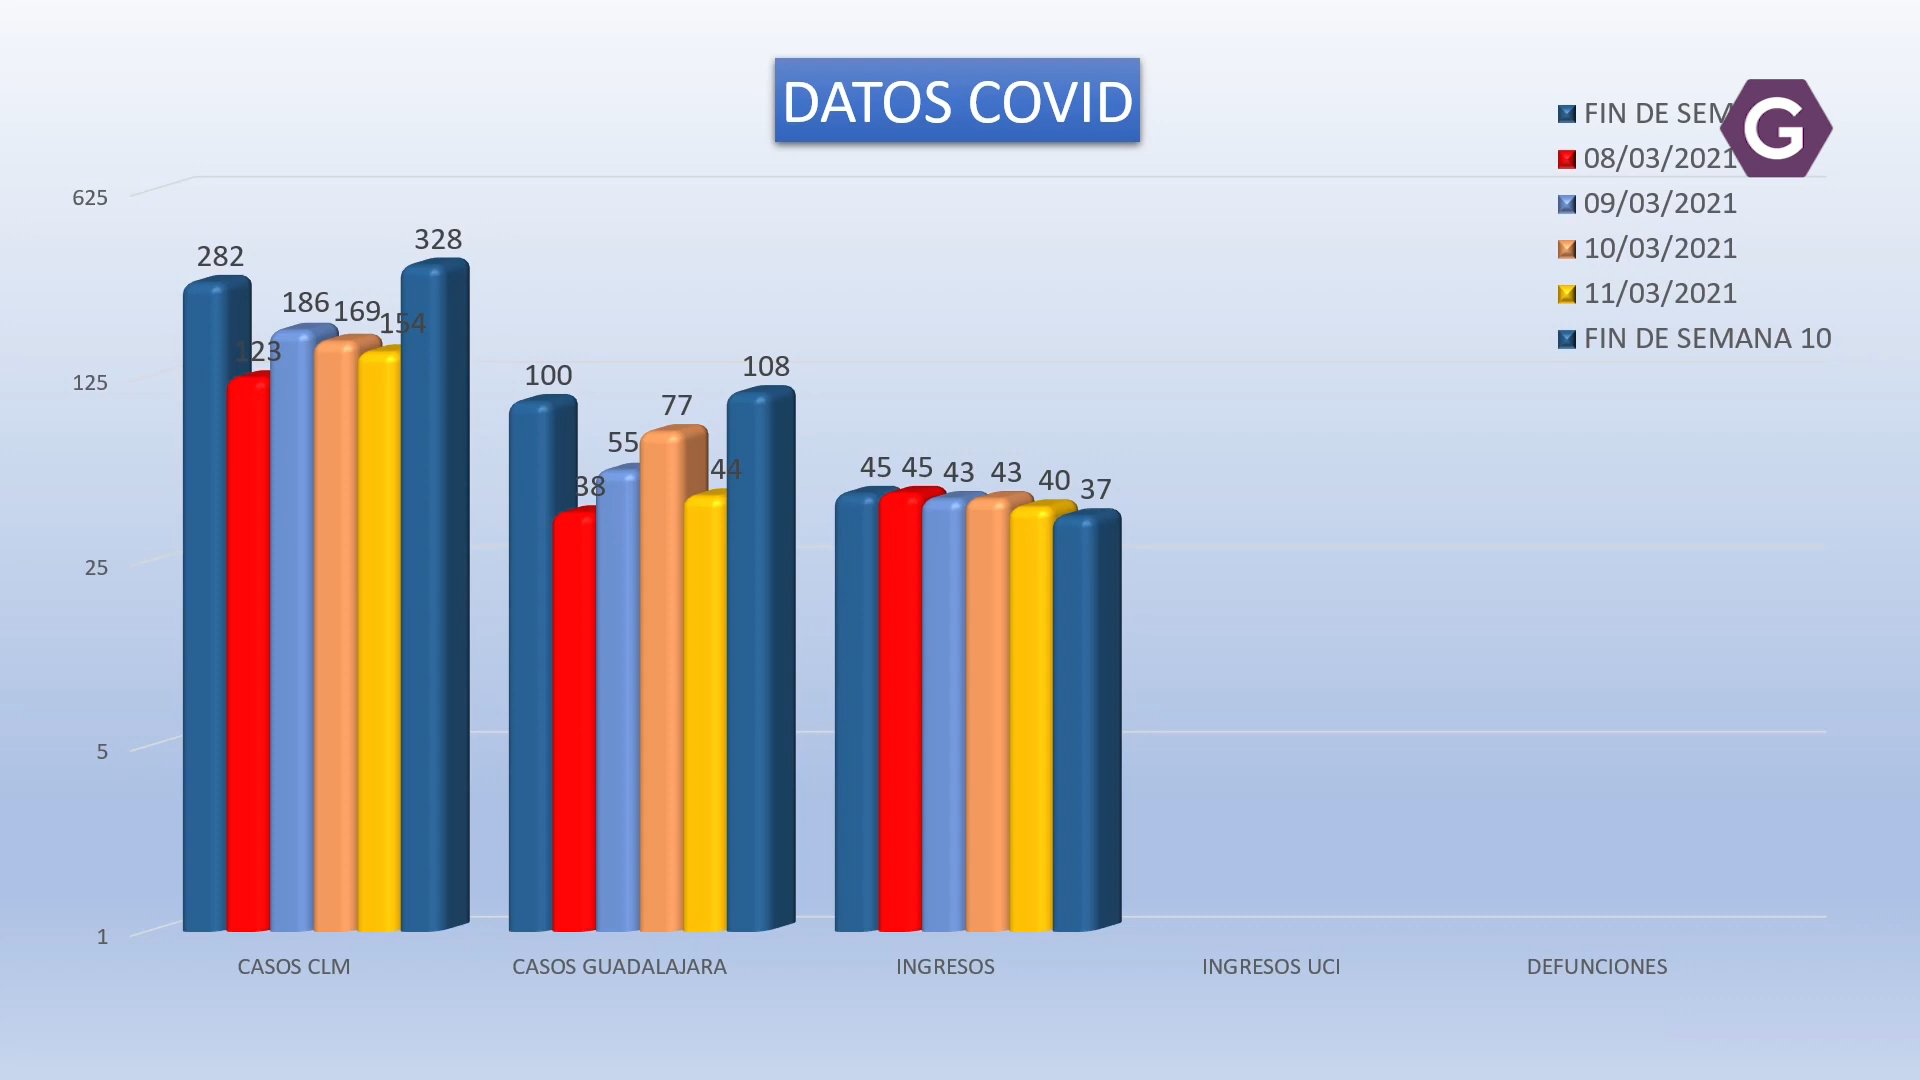 DATOS COVID
FIN DE
08/03/2021
09/03/2021
10/03/2021
11/03/2021
FIN DE SEMANA 10
G
625
125
25
5
1
282 123 186 169 154 328
100 38 55 77 44 108
45 45 43 43 40 37
CASOS CLM
CASOS GUADALAJARA
INGRESOS
INGRESOS UCI
DEFUNCIONES